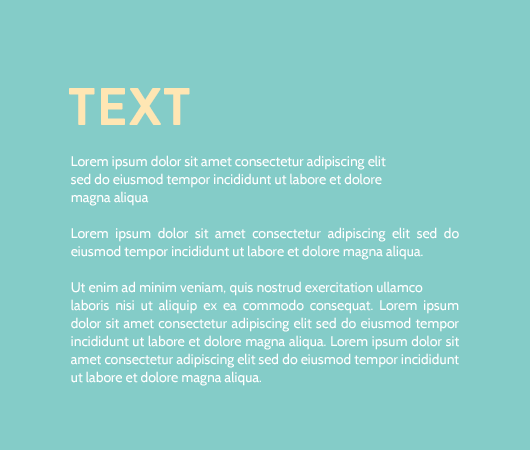 TEXT
Lorem ipsum dolor sit amet consectetur adipiscing elit
sed do eiusmod tempor incididunt ut labore et dolore
magna aliqua
Lorem ipsum dolor sit amet consectetur adipiscing elit sed do
eiusmod tempor incididunt ut labore et dolore magna aliqua.
Ut enim ad minim veniam, quis nostrud exercitation ullamco
laboris nisi ut aliquip ex ea commodo consequat. Lorem ipsum
dolor sit amet consectetur adipiscing elit sed do eiusmod tempor
incididunt ut labore et dolore magna aliqua. Lorem ipsum dolor sit
amet consectetur adipiscing elit sed do eiusmod tempor incididunt
ut labore et dolore magna aliqua.